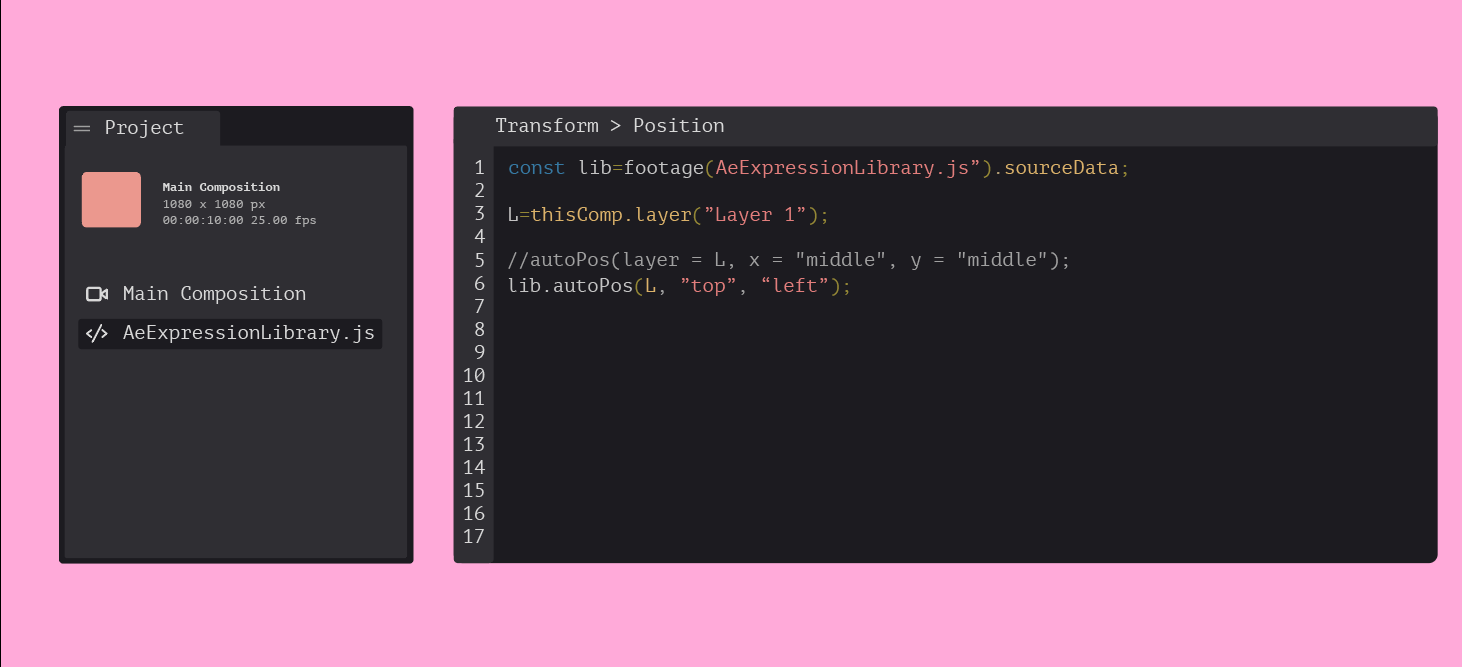 Project
Main Composition
1080 x 1080 px
00:00:10:00 25.00 fps
Main Composition
</> AeExpressionLibrary.js
Transform > Position
1 const lib=footage(AeExpressionLibrary.js”).sourceData;
2
3 L=thisComp.layer(”Layer 1”);
4
5 //autoPos(layer = L, x = "middle", y = "middle");
6 lib.autoPos(L, ”top”, “left”);
7
8
9
10
11
12
13
14
15
16
17